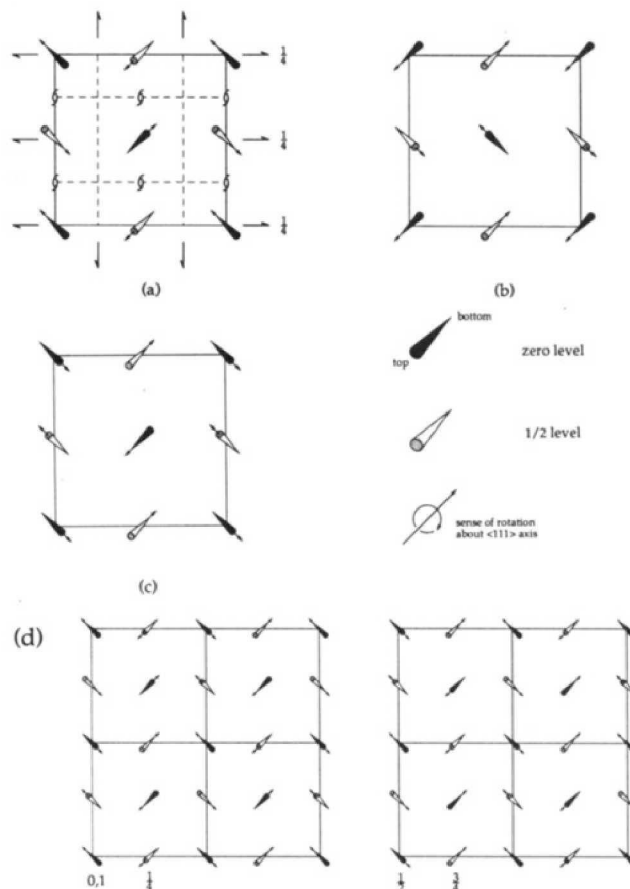 1/4
1/4
1/4
(a)
(b)
bottom
top
zero level
1/2 level
sense of rotation
about <111> axis
(c)
(d)
0,1
1/4
1/2
3/4